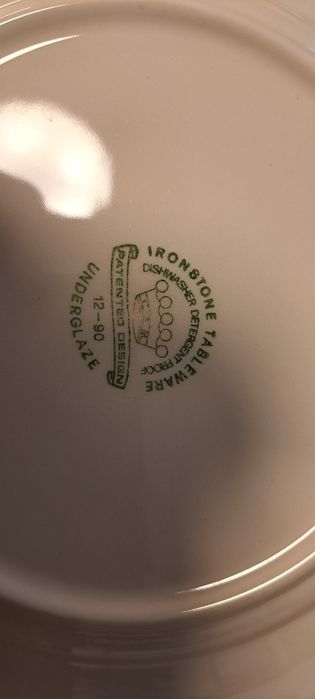 IRONSTONE TABLEWARE
DISHWASHER DETERGENT PROOF
PATENTED DESIGN
12-90
UNDERGLAZE